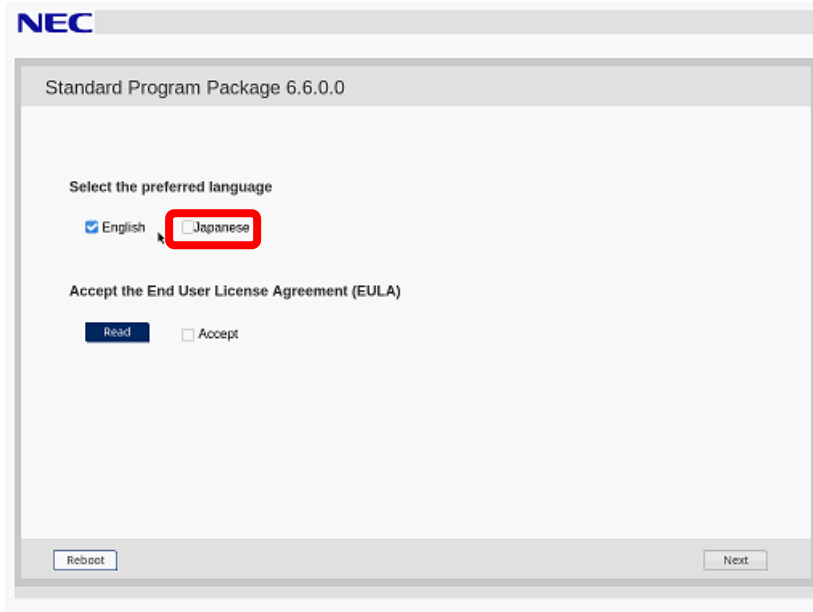 NEC
Standard Program Package 6.6.0.0
Select the preferred language
English Japanese
Accept the End User License Agreement (EULA)
Read Accept
Reboot Next